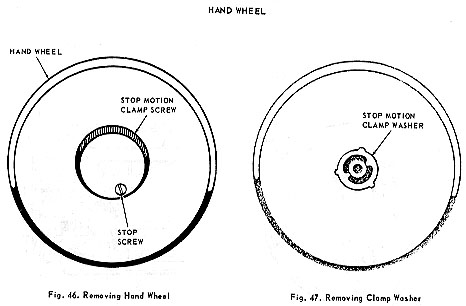 HAND WHEEL
HAND WHEEL
STOP MOTION
CLAMP SCREW
STOP
SCREW
Fig. 46. Removing Hand Wheel
STOP MOTION
CLAMP WASHER
Fig. 47. Removing Clamp Washer